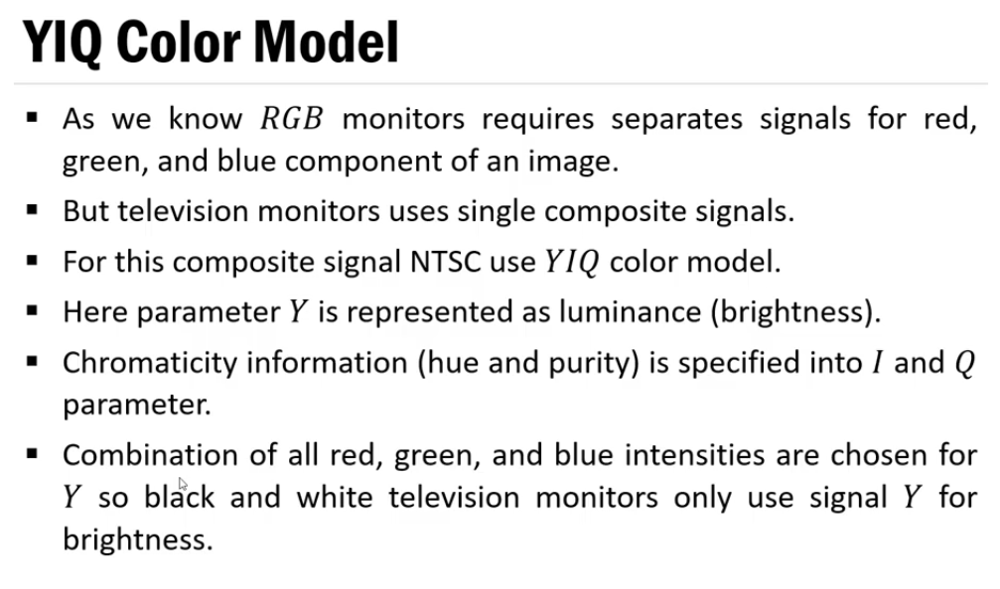 YIQ Color Model
▪ As we know RGB monitors requires separates signals for red,
green, and blue component of an image.
▪ But television monitors uses single composite signals.
▪ For this composite signal NTSC use YIQ color model.
▪ Here parameter Y is represented as luminance (brightness).
▪ Chromaticity information (hue and purity) is specified into I and Q
parameter.
▪ Combination of all red, green, and blue intensities are chosen for
Y so black and white television monitors only use signal Y for
brightness.